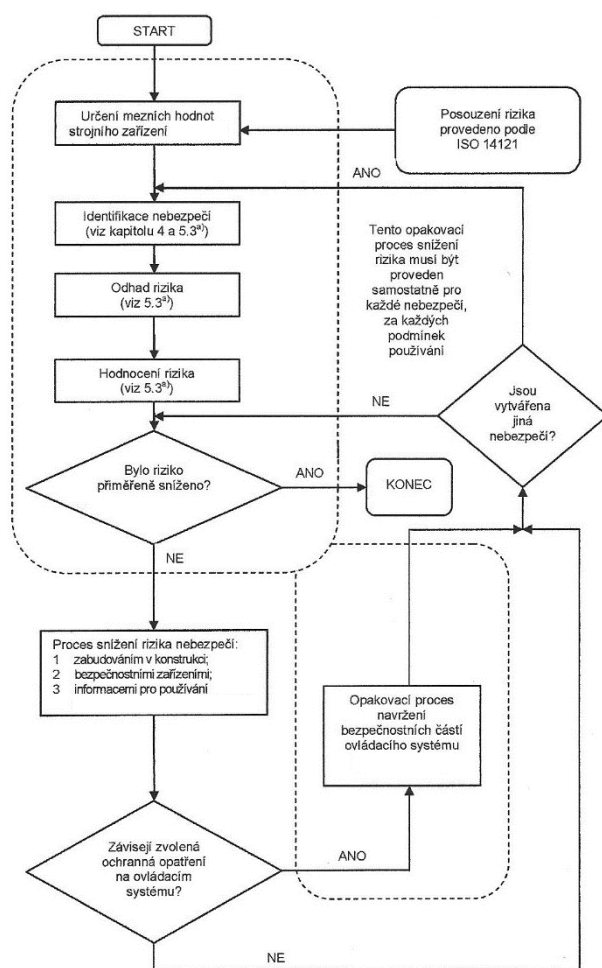 START
Určení mezních hodnot
strojního zařízení
Posouzení rizika
provedeno podle
ISO 14121
ANO
Identifikace nebezpečí
(viz kapitolu 4 a 5.3a))
Tento opakovací
proces snížení
rizika musí být
proveden
samostatně pro
každé nebezpečí,
za každých
podmínek
používání
Odhad rizika
(viz 5.3a))
Hodnocení rizika
(viz 5.3a))
NE
Jsou
vytvářena
jiná
nebezpečí?
Bylo riziko
přiměřeně sníženo?
ANO
KONEC
NE
Proces snížení rizika nebezpečí:
1 zabudováním v konstrukci;
2 bezpečnostními zařízeními;
3 informacemi pro používání
Opakovací proces
navržení
bezpečnostních částí
ovládacího systému
Závisejí zvolená
ochranná opatření
na ovládacím
systému?
ANO
NE